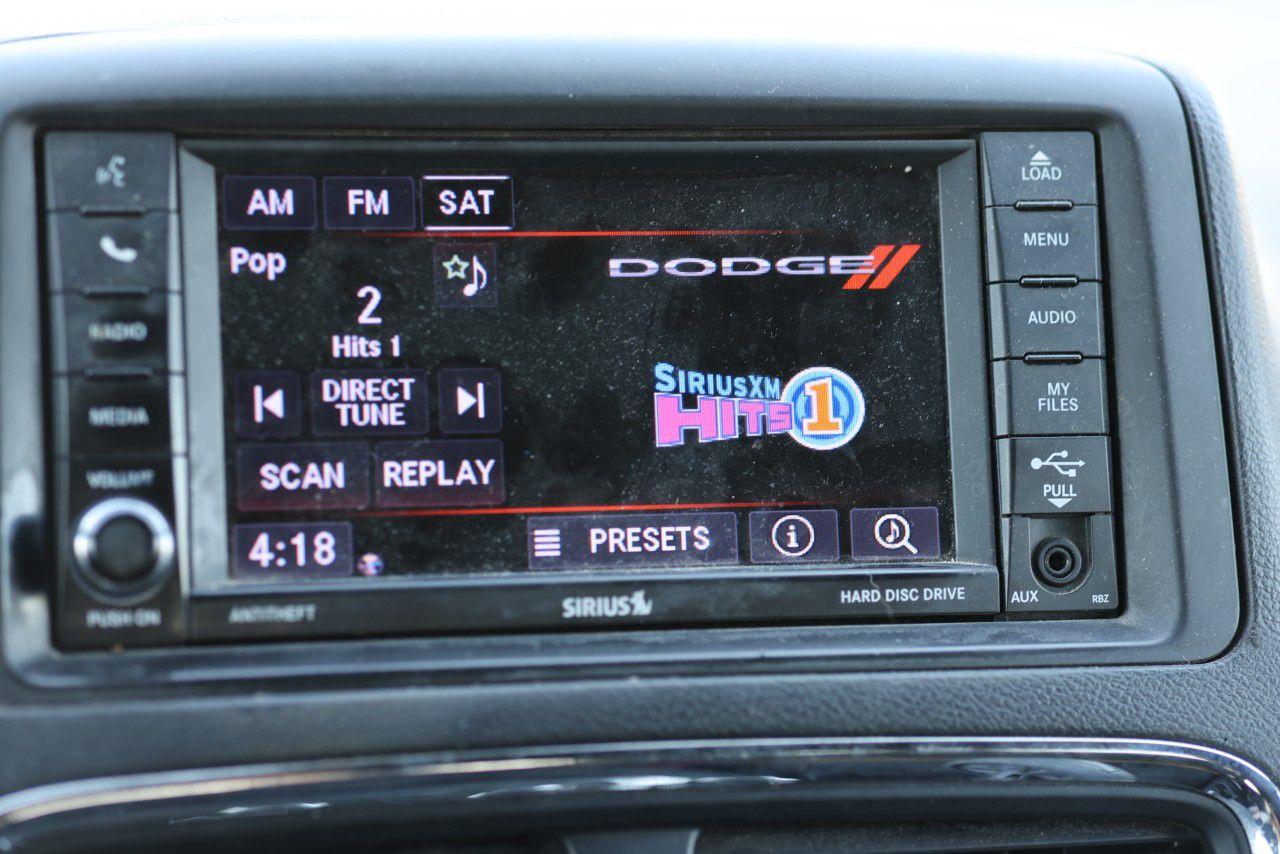 AM FM SAT
Pop
2
Hits 1
DIRECT
TUNE
SCAN REPLAY
4:18
PRESETS
i
DODGE
SIRIUSXM
HITS 1
RADIO
MEDIA
VOLUME
PUSH ON
ANTITHEFT
SIRIUS
HARD DISC DRIVE
LOAD
MENU
AUDIO
MY
FILES
PULL
AUX
RBZ